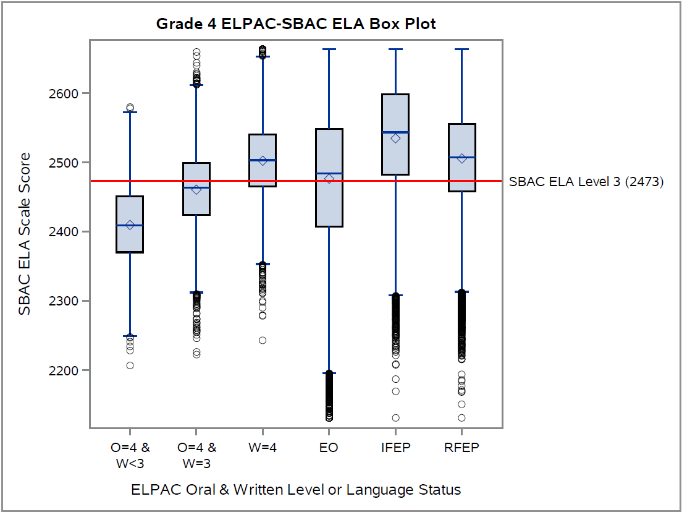 Grade 4 ELPAC-SBAC ELA Box Plot
SBAC ELA Scale Score
2600
2500
2400
2300
2200
SBAC ELA Level 3 (2473)
O=4 &
W<3
O=4 &
W=3
W=4
EO
IFEP
RFEP
ELPAC Oral & Written Level or Language Status